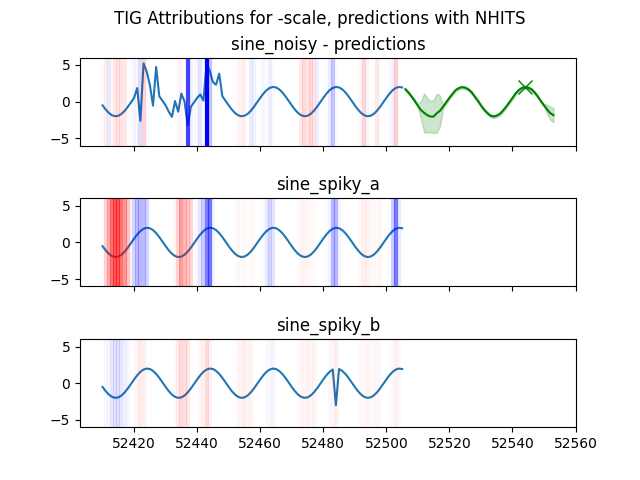 TIG Attributions for -scale, predictions with NHITS
sine_noisy - predictions
5
0
−5
sine_spiky_a
5
0
−5
sine_spiky_b
5
0
−5
52420 52440 52460 52480 52500 52520 52540 52560